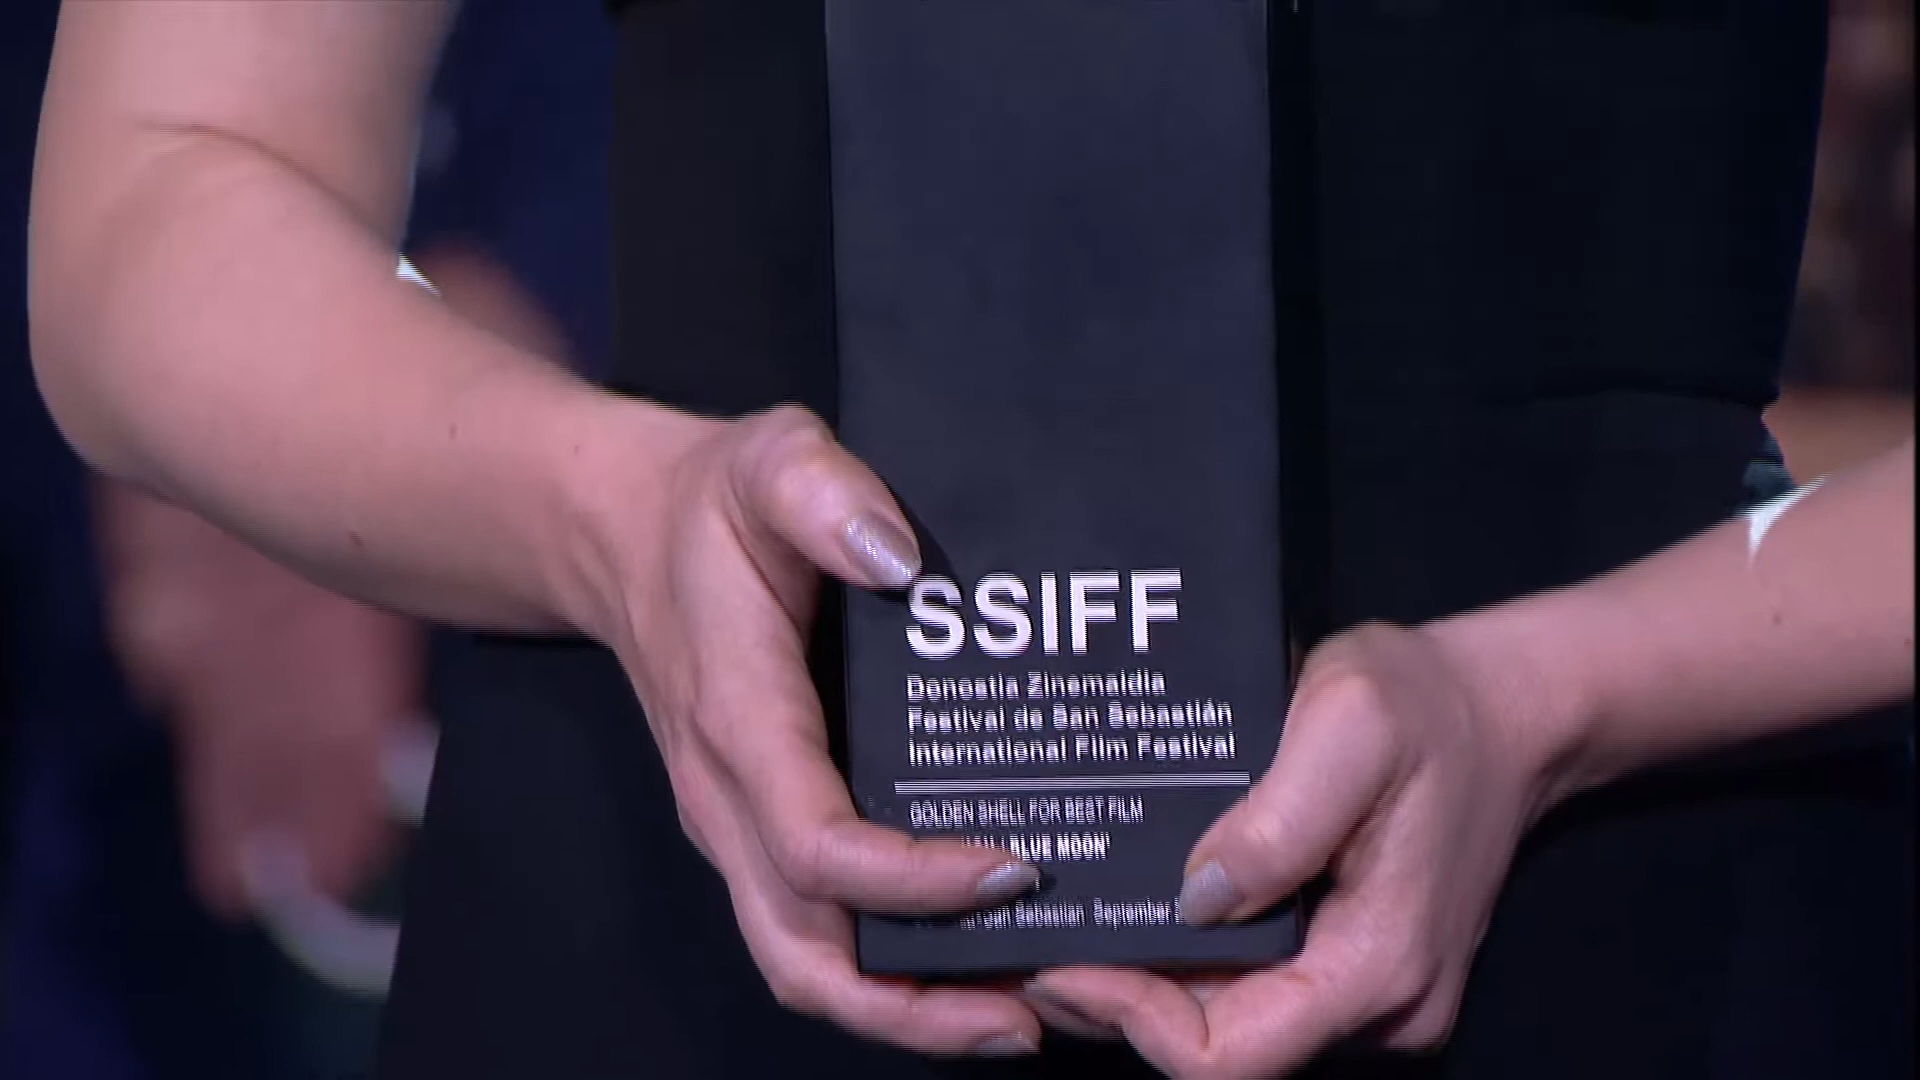 SSIFF
Donostia Zinemaldia
Festival de San Sebastián
International Film Festival
GOLDEN SHELL FOR BEST FILM
BLUE MOON'
San Sebastian September